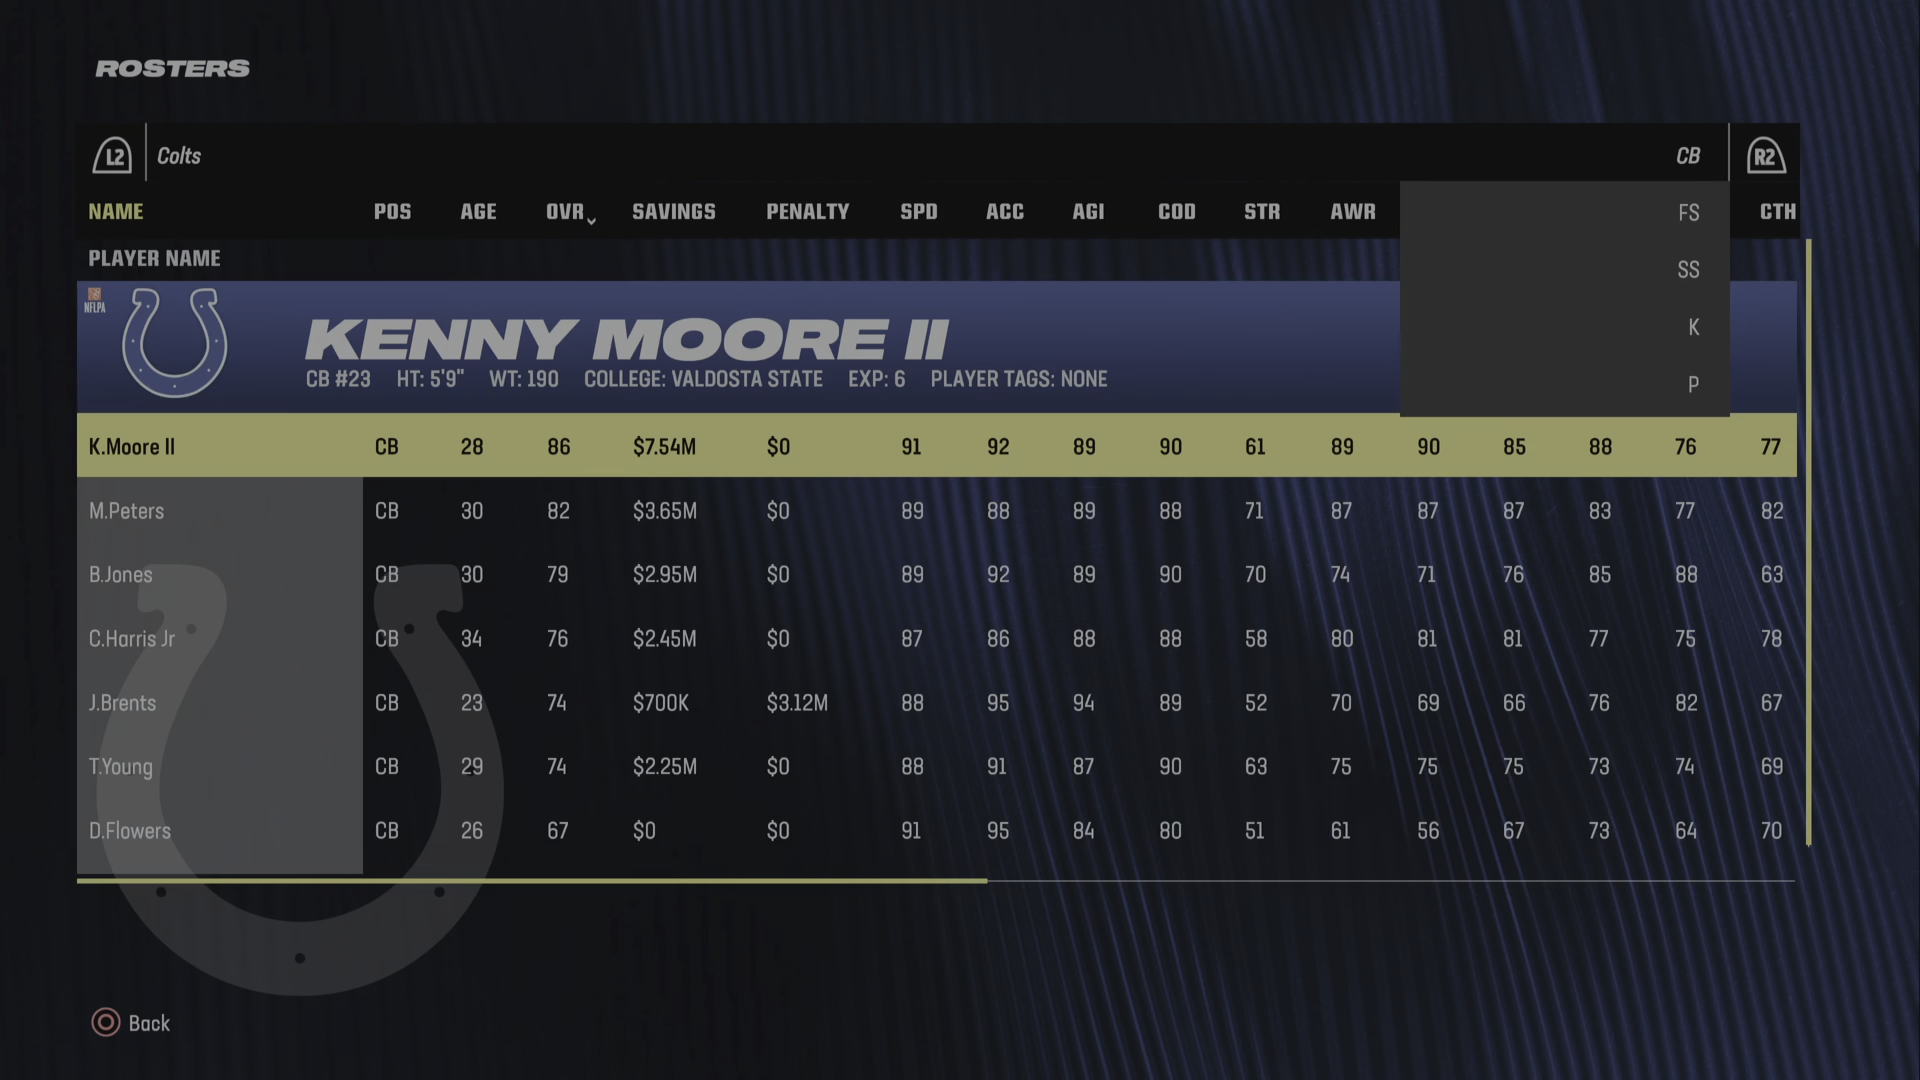 ROSTERS
L2 Colts CB R2
NAME POS AGE OVR SAVINGS PENALTY SPD ACC AGI COD STR AWR CTH
FS
SS
K
P
PLAYER NAME
NFLPA
KENNY MOORE II
CB #23 HT: 5'9" WT: 190 COLLEGE: VALDOSTA STATE EXP: 6 PLAYER TAGS: NONE
K.Moore II CB 28 86 $7.54M $0 91 92 89 90 61 89 90 85 88 76 77
M.Peters CB 30 82 $3.65M $0 89 88 89 88 71 87 87 87 83 77 82
B.Jones CB 30 79 $2.95M $0 89 92 89 90 70 74 71 76 85 88 63
C.Harris Jr CB 34 76 $2.45M $0 87 86 88 88 58 80 81 81 77 75 78
J.Brents CB 23 74 $700K $3.12M 88 95 94 89 52 70 69 66 76 82 67
T.Young CB 29 74 $2.25M $0 88 91 87 90 63 75 75 75 73 74 69
D.Flowers CB 26 67 $0 $0 91 95 84 80 51 61 56 67 73 64 70
Back